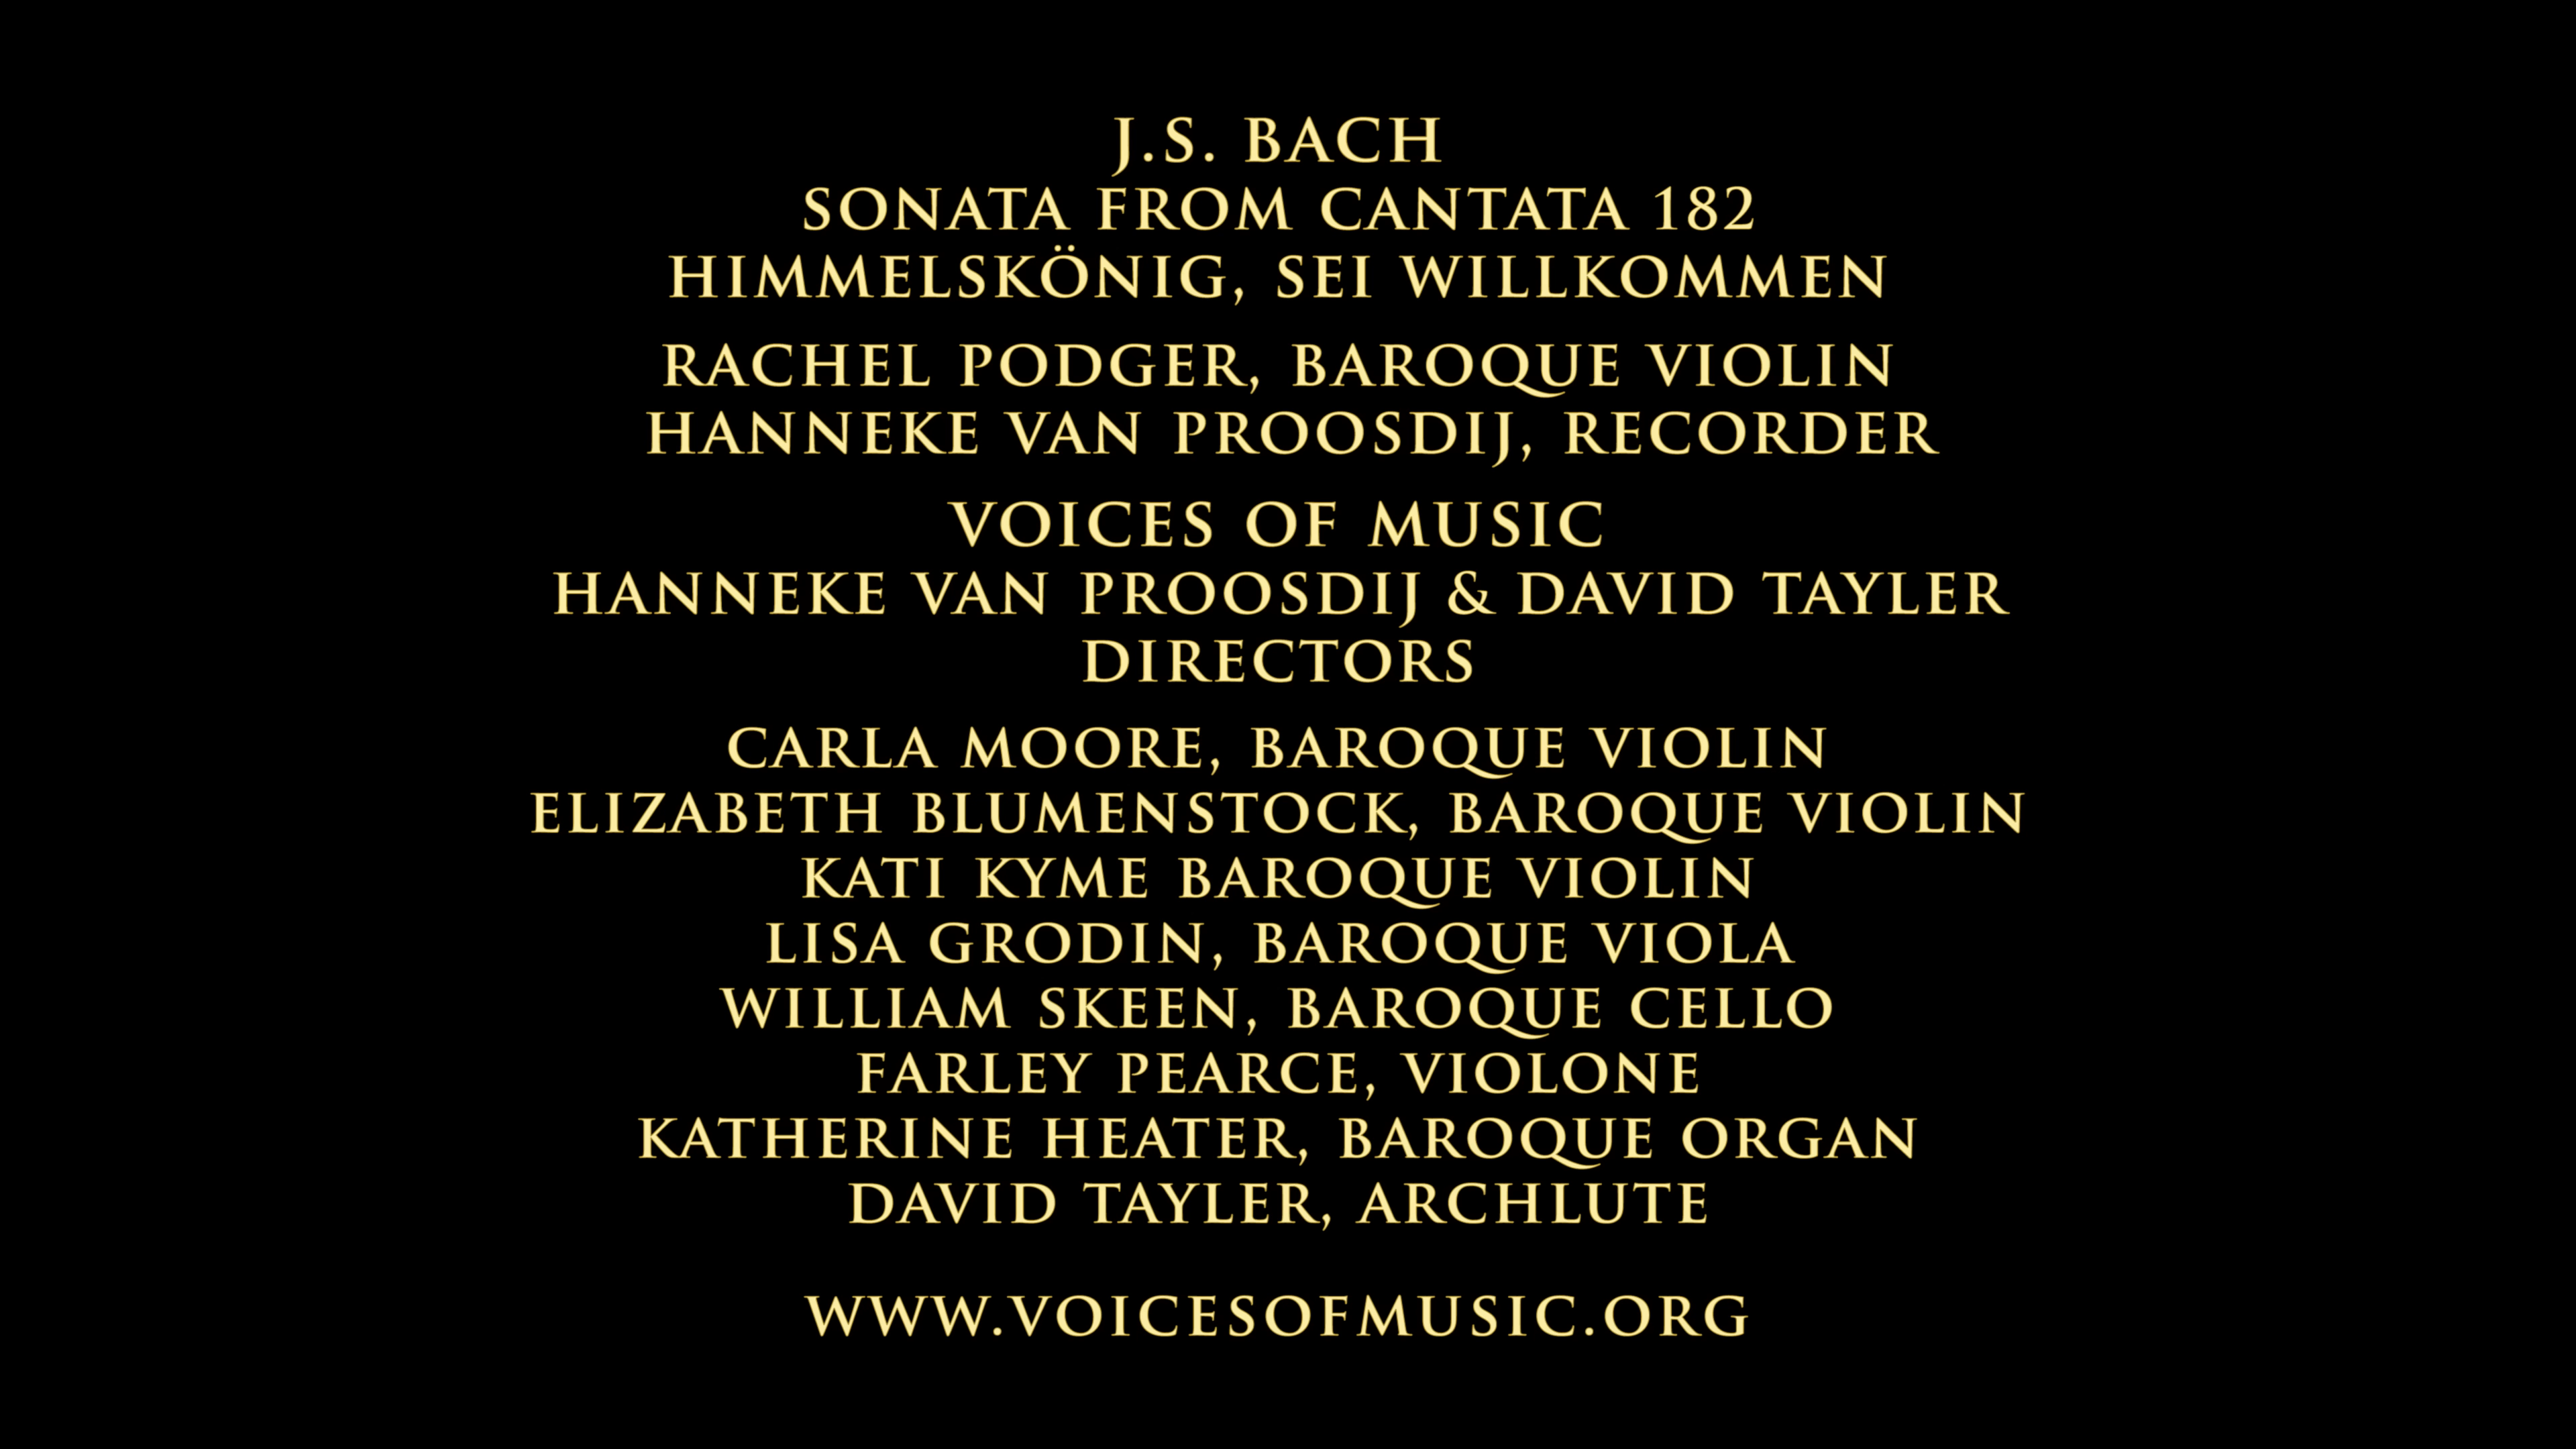 J.S. BACH
SONATA FROM CANTATA 182
HIMMELSKÖNIG, SEI WILLKOMMEN
RACHEL PODGER, BAROQUE VIOLIN
HANNEKE VAN PROOSDIJ, RECORDER
VOICES OF MUSIC
HANNEKE VAN PROOSDIJ & DAVID TAYLER
DIRECTORS
CARLA MOORE, BAROQUE VIOLIN
ELIZABETH BLUMENSTOCK, BAROQUE VIOLIN
KATI KYME BAROQUE VIOLIN
LISA GRODIN, BAROQUE VIOLA
WILLIAM SKEEN, BAROQUE CELLO
FARLEY PEARCE, VIOLONE
KATHERINE HEATER, BAROQUE ORGAN
DAVID TAYLER, ARCHLUTE
WWW.VOICESOFMUSIC.ORG